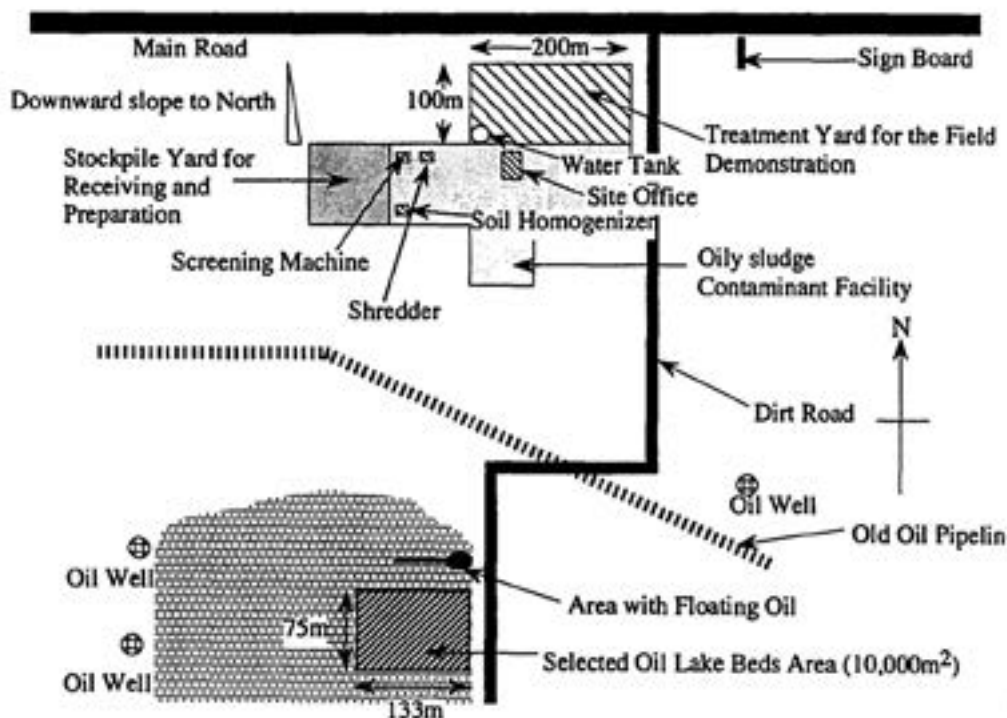 Main Road
200m
Sign Board
Downward slope to North
100m
Treatment Yard for the Field
Demonstration
Stockpile Yard for
Receiving and
Preparation
Water Tank
Site Office
Soil Homogenizer
Screening Machine
Shredder
Oily sludge
Contaminant Facility
N
Dirt Road
Oil Well
Old Oil Pipelin
Oil Well
Area with Floating Oil
75m
Oil Well
Selected Oil Lake Beds Area (10,000m²)
133m